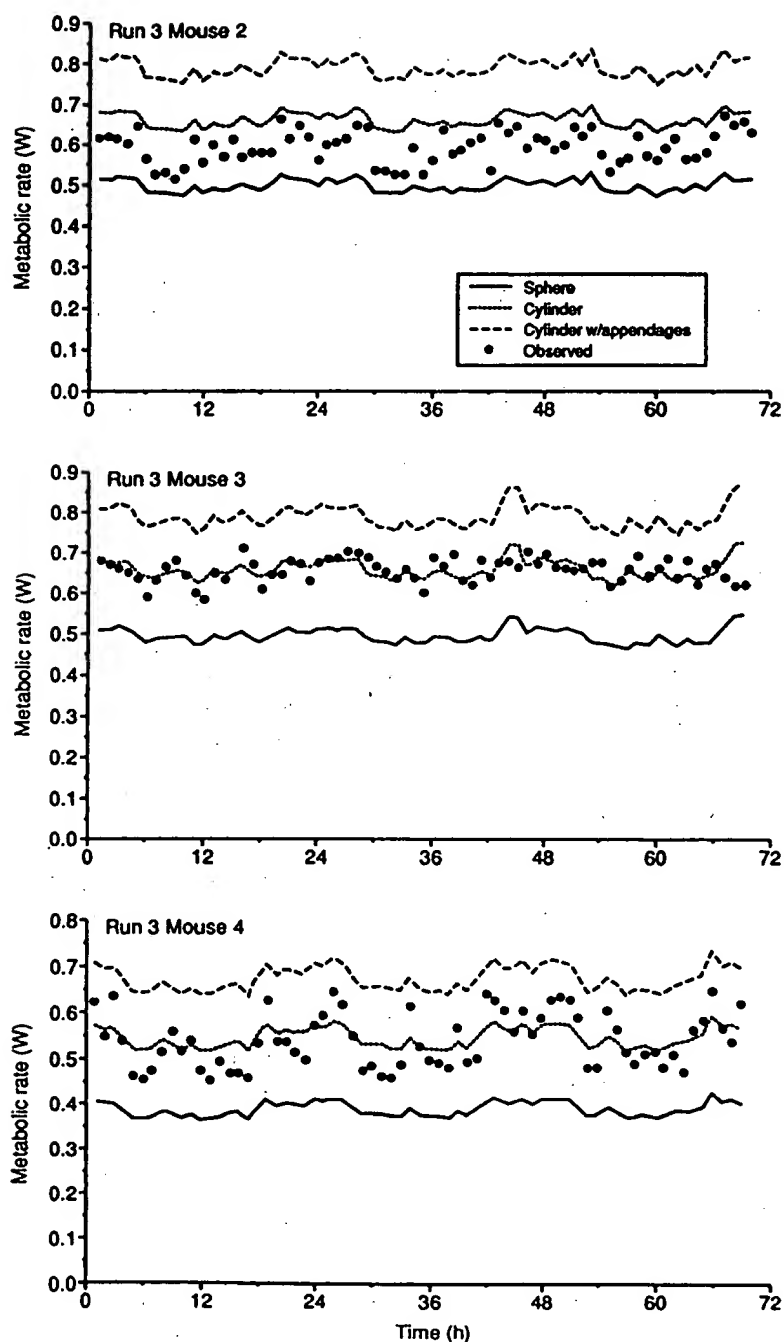 Run 3 Mouse 2
Metabolic rate (W)
0.9
0.8
0.7
0.6
0.5
0.4
0.3
0.2
0.1
0.0
0 12 24 36 48 60 72
Sphere
Cylinder
Cylinder w/appendages
Observed
Run 3 Mouse 3
Metabolic rate (W)
0.9
0.8
0.7
0.6
0.5
0.4
0.3
0.2
0.1
0.0
0 12 24 36 48 60 72
Run 3 Mouse 4
Metabolic rate (W)
0.8
0.7
0.6
0.5
0.4
0.3
0.2
0.1
0.0
0 12 24 36 48 60 72
Time (h)